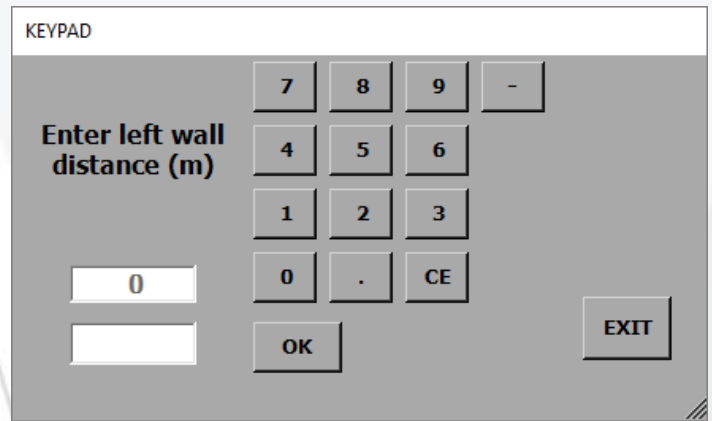 KEYPAD
7 8 9 -
Enter left wall
distance (m)
4 5 6
1 2 3
0
0 . CE
OK
EXIT